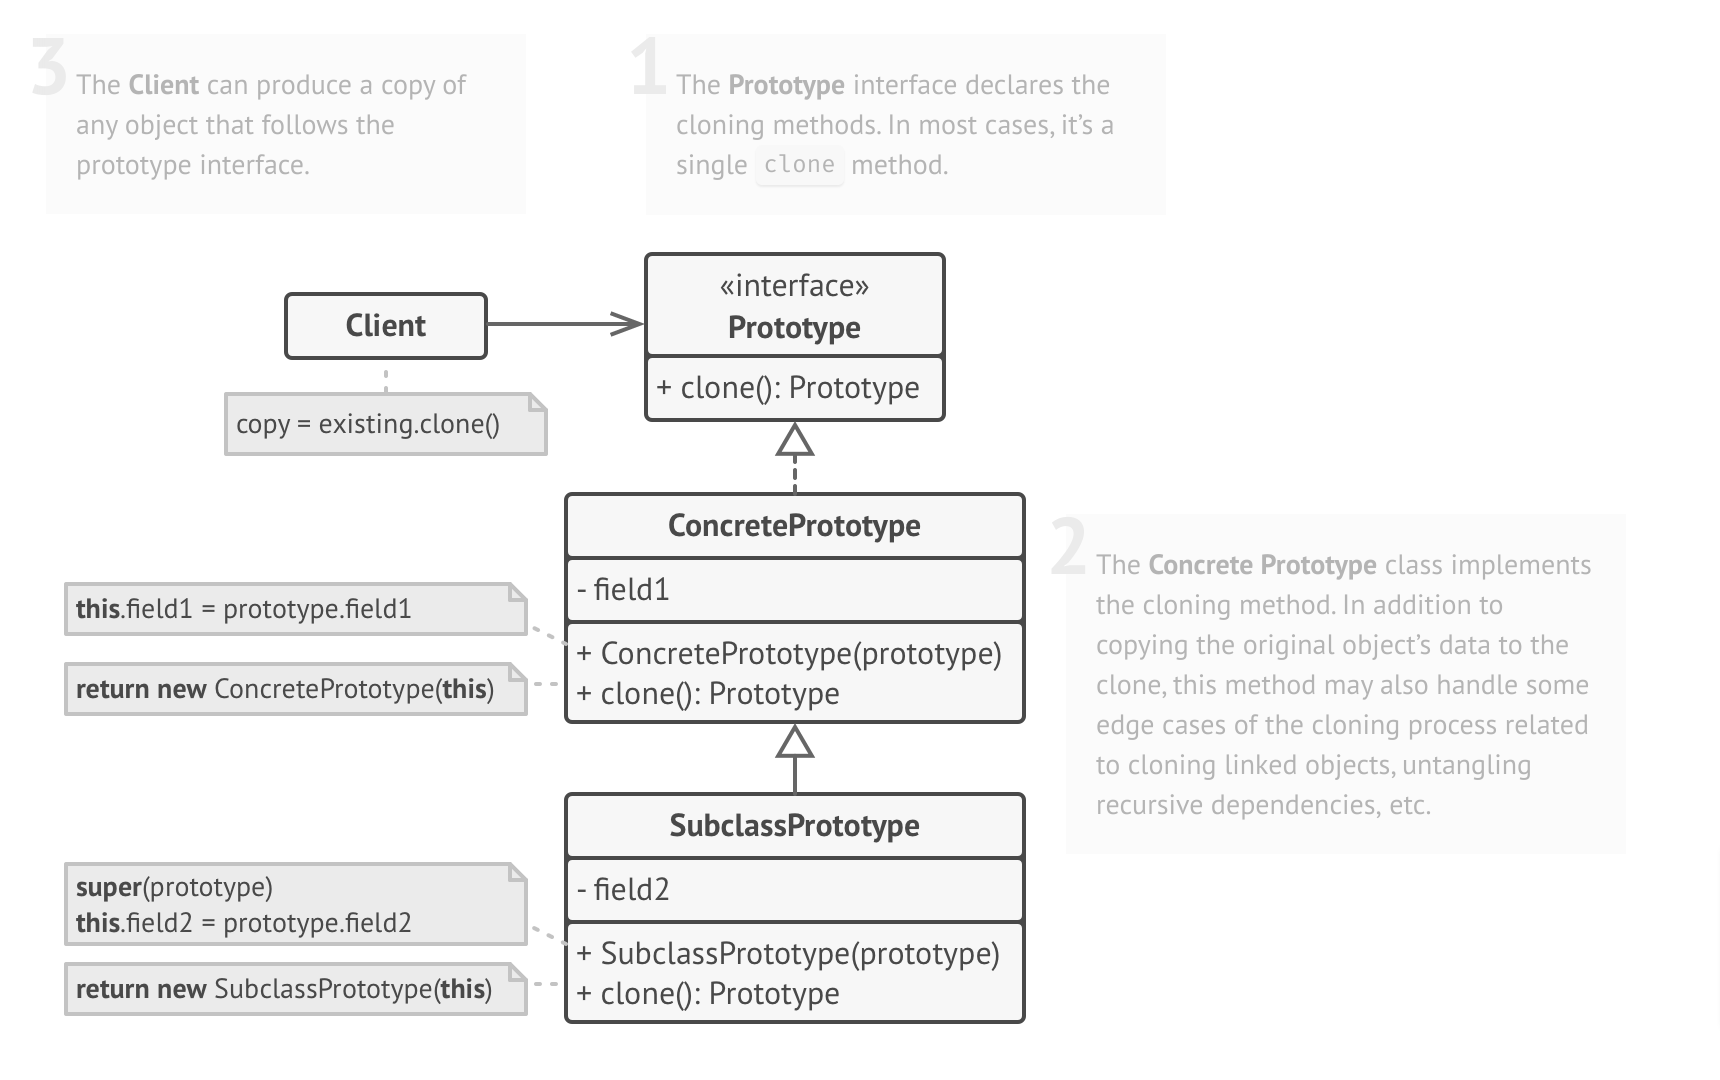 3
The Client can produce a copy of
any object that follows the
prototype interface.
1
The Prototype interface declares the
cloning methods. In most cases, it’s a
single clone method.
Client
copy = existing.clone()
«interface»
Prototype
+ clone(): Prototype
ConcretePrototype
- field1
+ ConcretePrototype(prototype)
+ clone(): Prototype
this.field1 = prototype.field1
return new ConcretePrototype(this)
2
The Concrete Prototype class implements
the cloning method. In addition to
copying the original object’s data to the
clone, this method may also handle some
edge cases of the cloning process related
to cloning linked objects, untangling
recursive dependencies, etc.
SubclassPrototype
- field2
+ SubclassPrototype(prototype)
+ clone(): Prototype
super(prototype)
this.field2 = prototype.field2
return new SubclassPrototype(this)